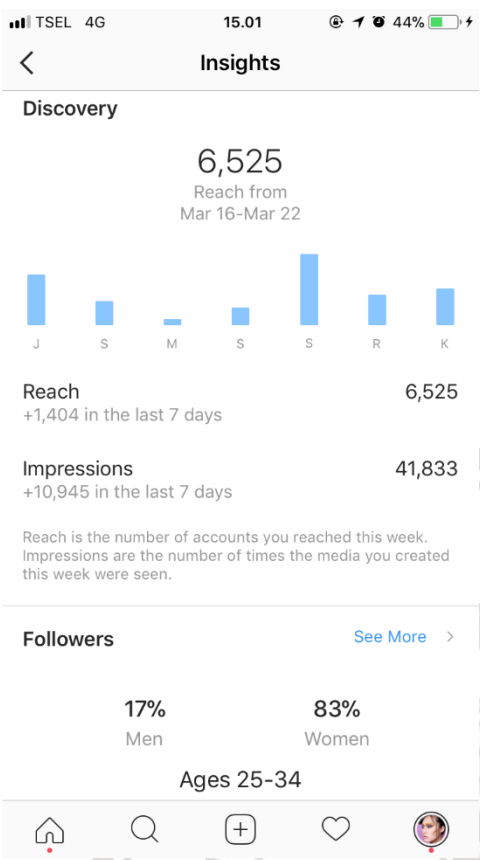 TSEL 4G 15.01 44%
Insights
Discovery
6,525
Reach from
Mar 16-Mar 22
J S M S S R K
Reach 6,525
+1,404 in the last 7 days
Impressions 41,833
+10,945 in the last 7 days
Reach is the number of accounts you reached this week.
Impressions are the number of times the media you created
this week were seen.
Followers See More
17% 83%
Men Women
Ages 25-34